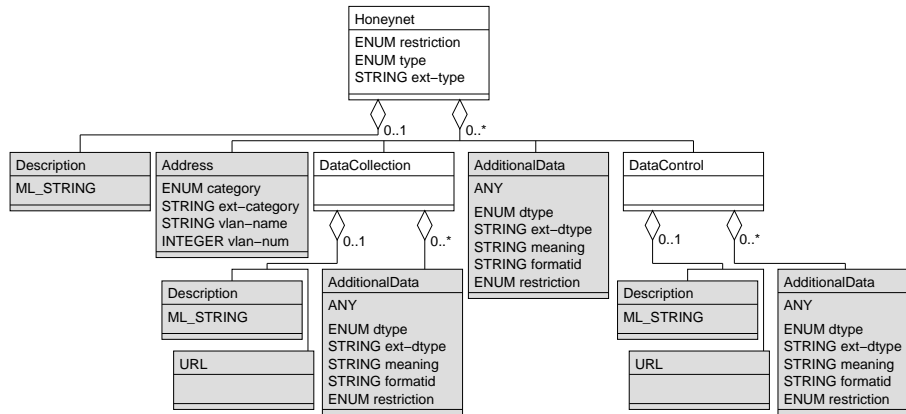 Honeynet
ENUM restriction
ENUM type
STRING ext−type
0..1
0..*
Description
ML_STRING
Address
ENUM category
STRING ext−category
STRING vlan−name
INTEGER vlan−num
DataCollection
AdditionalData
ANY
ENUM dtype
STRING ext−dtype
STRING meaning
STRING formatid
ENUM restriction
DataControl
0..1
0..*
0..1
0..*
Description
ML_STRING
URL
AdditionalData
ANY
ENUM dtype
STRING ext−dtype
STRING meaning
STRING formatid
ENUM restriction
Description
ML_STRING
URL
AdditionalData
ANY
ENUM dtype
STRING ext−dtype
STRING meaning
STRING formatid
ENUM restriction